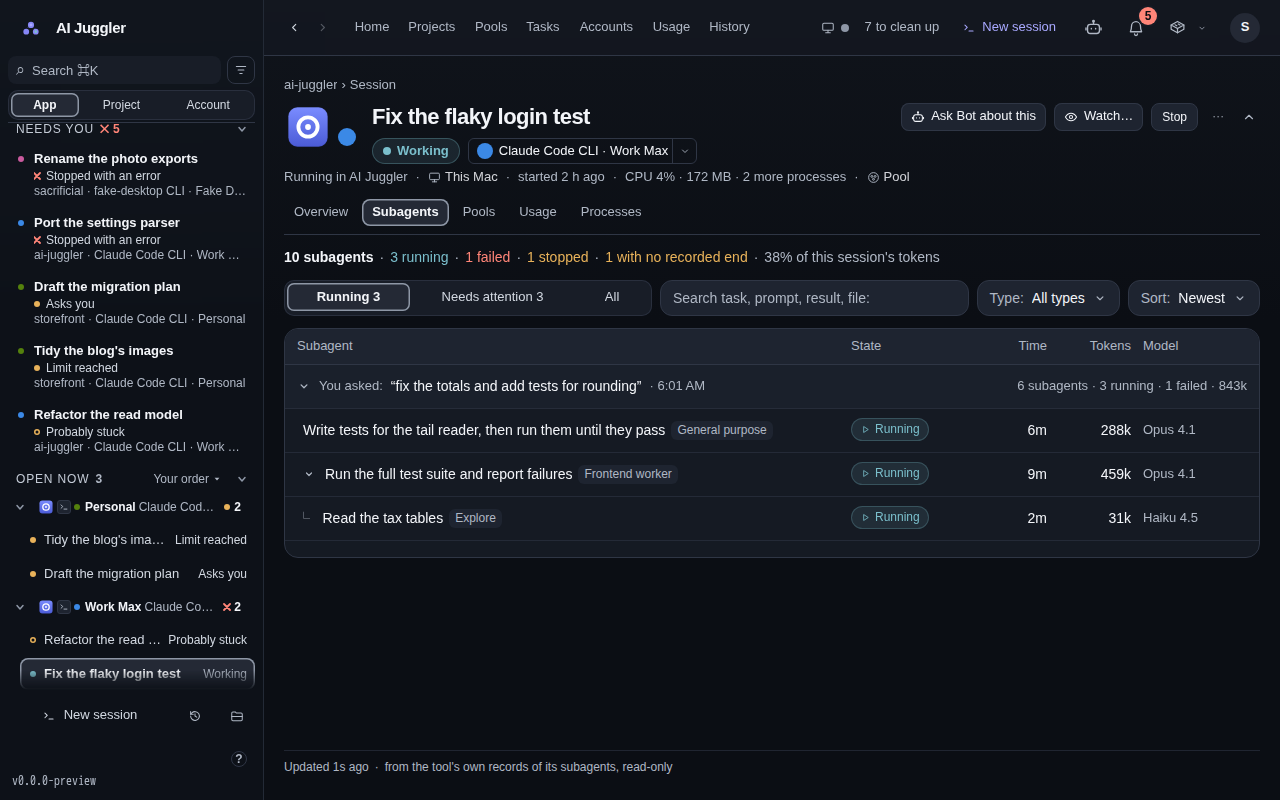 AI Juggler
Search ⌘K
App Project Account
NEEDS YOU 5
Rename the photo exports
Stopped with an error
sacrificial · fake-desktop CLI · Fake D…
Port the settings parser
Stopped with an error
ai-juggler · Claude Code CLI · Work …
Draft the migration plan
Asks you
storefront · Claude Code CLI · Personal
Tidy the blog's images
Limit reached
storefront · Claude Code CLI · Personal
Refactor the read model
Probably stuck
ai-juggler · Claude Code CLI · Work …
OPEN NOW 3 Your order
Personal Claude Cod… 2
Tidy the blog's ima… Limit reached
Draft the migration plan Asks you
Work Max Claude Co… 2
Refactor the read … Probably stuck
Fix the flaky login test Working
New session
?
v0.0.0-preview
Home Projects Pools Tasks Accounts Usage History 7 to clean up New session 5 S
ai-juggler › Session
Fix the flaky login test
Ask Bot about this Watch… Stop ···
Working Claude Code CLI · Work Max
Running in AI Juggler · This Mac · started 2 h ago · CPU 4% · 172 MB · 2 more processes · Pool
Overview Subagents Pools Usage Processes
10 subagents · 3 running · 1 failed · 1 stopped · 1 with no recorded end · 38% of this session's tokens
Running 3 Needs attention 3 All Search task, prompt, result, file: Type: All types Sort: Newest
Subagent State Time Tokens Model
You asked: “fix the totals and add tests for rounding” · 6:01 AM 6 subagents · 3 running · 1 failed · 843k
Write tests for the tail reader, then run them until they pass General purpose Running 6m 288k Opus 4.1
Run the full test suite and report failures Frontend worker Running 9m 459k Opus 4.1
Read the tax tables Explore Running 2m 31k Haiku 4.5
Updated 1s ago · from the tool's own records of its subagents, read-only